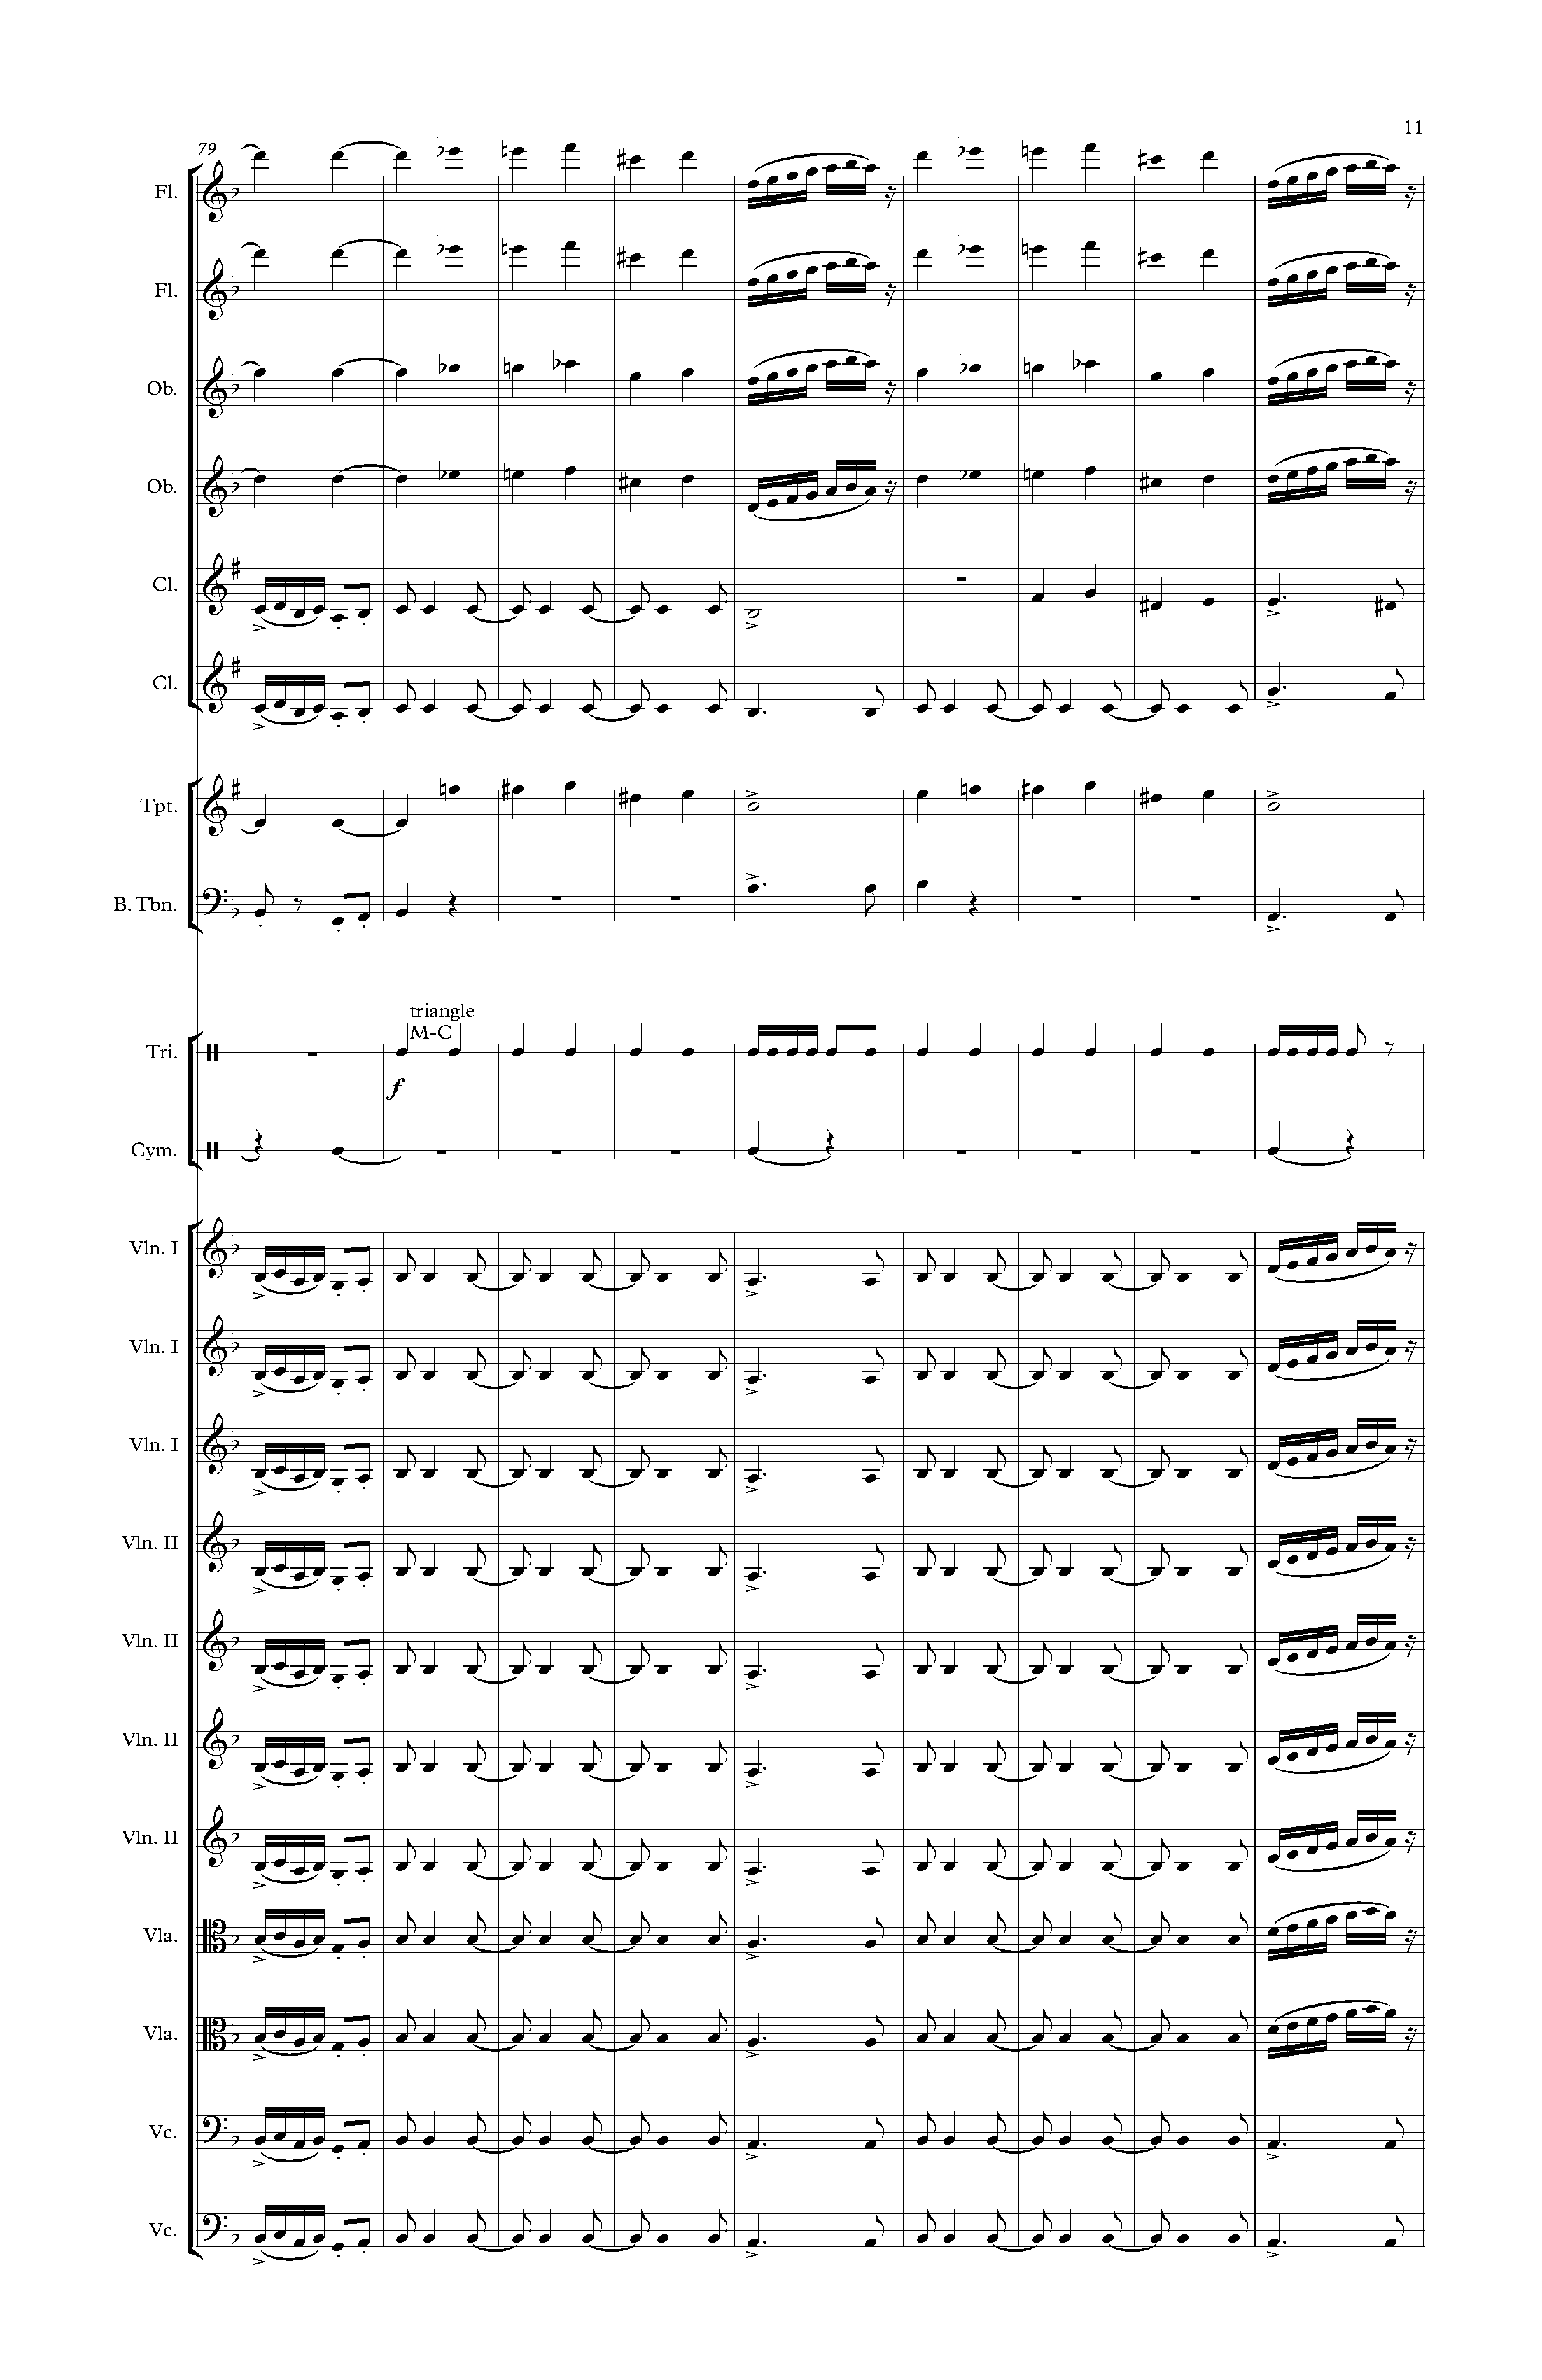 11
79
Fl.
Fl.
Ob.
Ob.
Cl.
Cl.
Tpt.
B. Tbn.
triangle
M-C
Tri.
f
Cym.
Vln. I
Vln. I
Vln. I
Vln. II
Vln. II
Vln. II
Vln. II
Vla.
Vla.
Vc.
Vc.